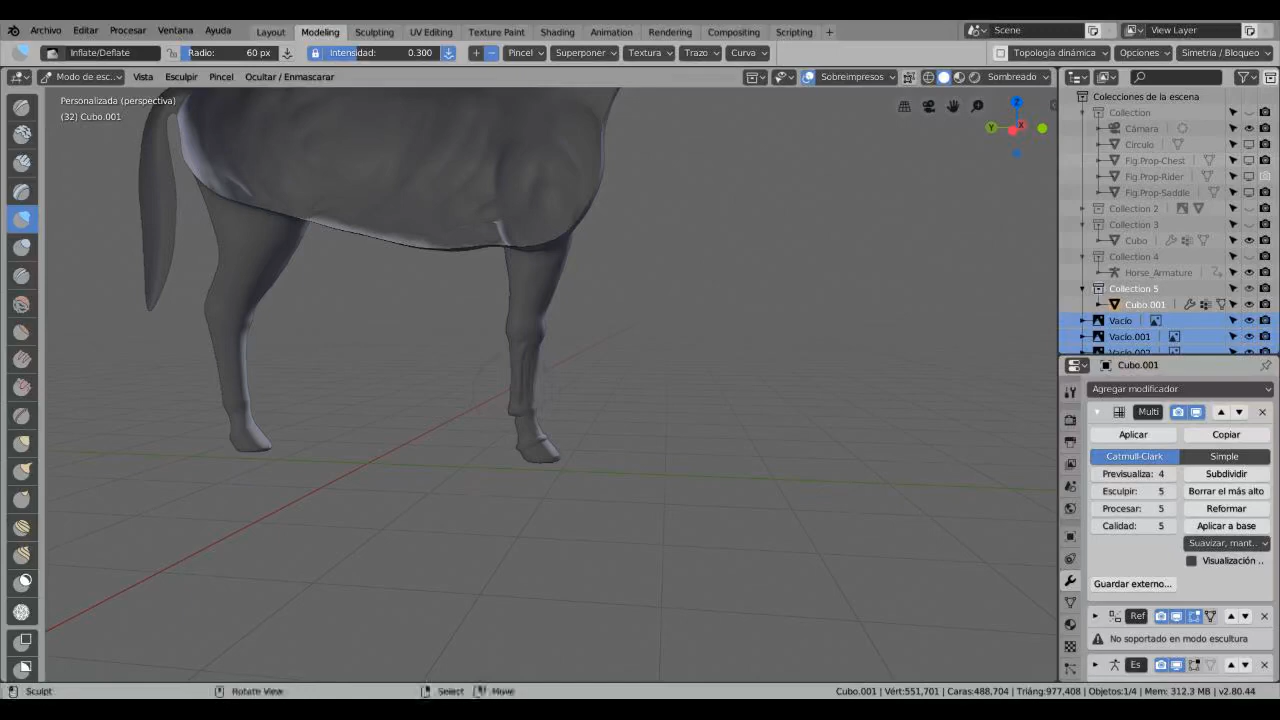 Archivo Editar Procesar Ventana Ayuda Layout Modeling Sculpting UV Editing Texture Paint Shading Animation Rendering Compositing Scripting + Scene View Layer
Inflate/Deflate Radio: 60 px Intensidad: 0.300 Pincel Superponer Textura Trazo Curva Topología dinámica Opciones Simetría / Bloqueo
Modo de esc... Vista Esculpir Pincel Ocultar / Enmascarar Sobreimpresos Sombreado
Personalizada (perspectiva)
(32) Cubo.001
Z
Y
X
Colecciones de la escena
Collection
Cámara
Círculo
Fig.Prop-Chest
Fig.Prop-Rider
Fig.Prop-Saddle
Collection 2
Collection 3
Cubo
Collection 4
Horse_Armature
Collection 5
Cubo.001
Vacío
Vacío.001
Vacío.002
Cubo.001
Agregar modificador
Multi
Aplicar Copiar
Catmull-Clark Simple
Previsualiza: 4 Subdividir
Esculpir: 5 Borrar el más alto
Procesar: 5 Reformar
Calidad: 5 Aplicar a base
Suavizar, mant..
Visualización ..
Guardar externo...
Ref
No soportado en modo escultura
Es
Sculpt Rotate View Select Move Cubo.001 | Vért:551,701 | Caras:488,704 | Triáng:977,408 | Objetos:1/4 | Mem: 312.3 MB | v2.80.44